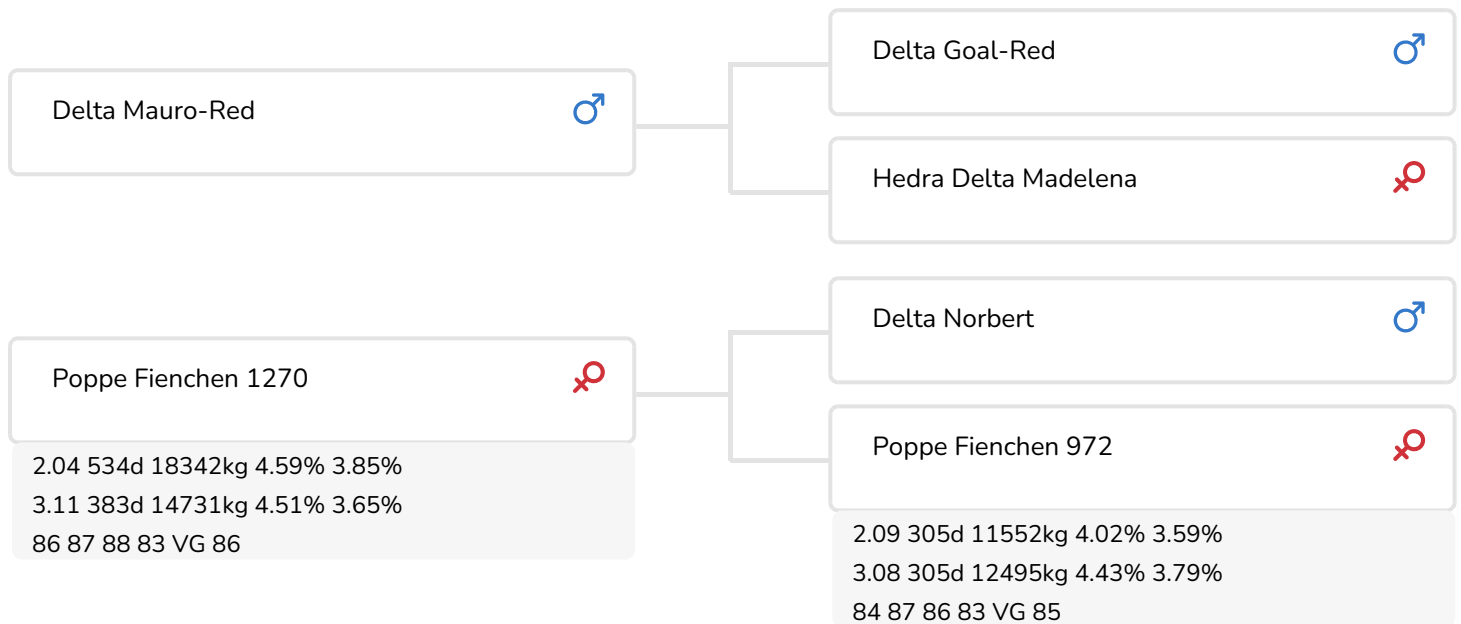 Delta Goal-Red
Delta Mauro-Red
Hedra Delta Madelena
Delta Norbert
Poppe Fienchen 1270
Poppe Fienchen 972
2.04 534d 18342kg 4.59% 3.85%
3.11 383d 14731kg 4.51% 3.65%
86 87 88 83 VG 86
2.09 305d 11552kg 4.02% 3.59%
3.08 305d 12495kg 4.43% 3.79%
84 87 86 83 VG 85